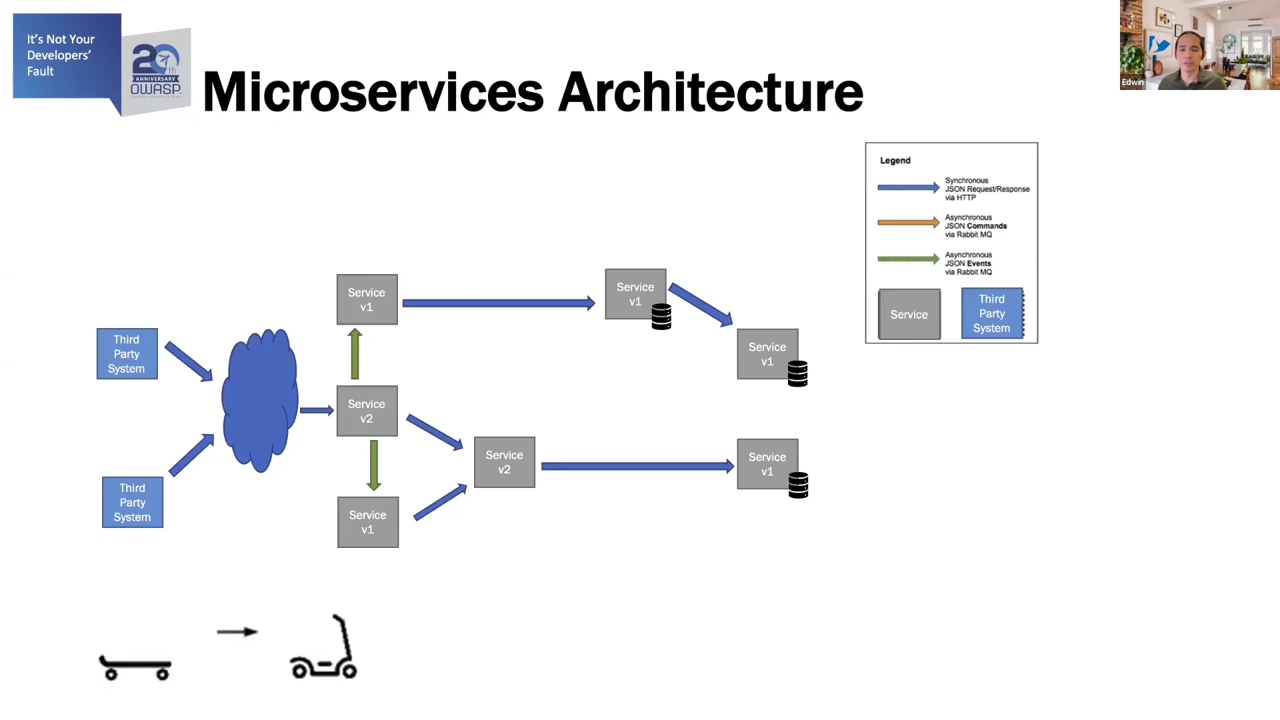 It's Not Your
Developers'
Fault
20th
ANNIVERSARY
OWASP
Microservices Architecture
Edwin
Legend
Synchronous
JSON Request/Response
via HTTP
Asynchronous
JSON Commands
via Rabbit MQ
Asynchronous
JSON Events
via Rabbit MQ
Service
Third
Party
System
Service
v1
Service
v1
Service
v1
Third
Party
System
Service
v2
Service
v2
Service
v1
Third
Party
System
Service
v1